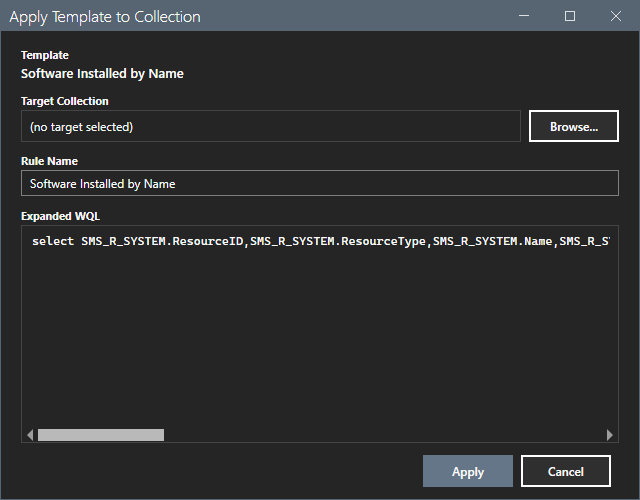 Apply Template to Collection
Template
Software Installed by Name
Target Collection
(no target selected)
Browse...
Rule Name
Software Installed by Name
Expanded WQL
select SMS_R_SYSTEM.ResourceID,SMS_R_SYSTEM.ResourceType,SMS_R_SYSTEM.Name,SMS_R_S
Apply
Cancel